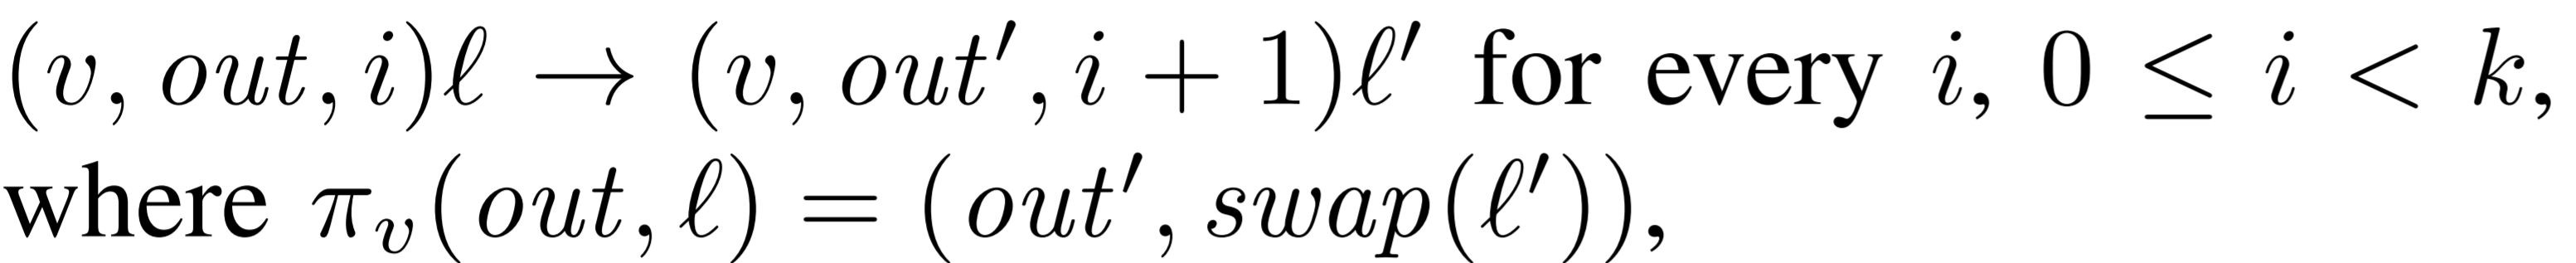 (v, out, i)ℓ → (v, out′, i + 1)ℓ′ for every i, 0 ≤ i < k,
where π_v(out, ℓ) = (out′, swap(ℓ′)),